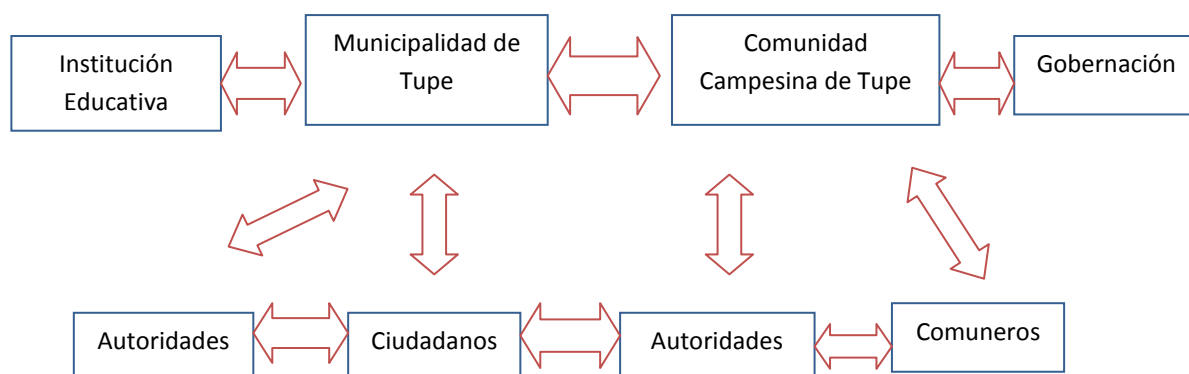 Institución
Educativa
Municipalidad de
Tupe
Comunidad
Campesina de Tupe
Gobernación
Autoridades
Ciudadanos
Autoridades
Comuneros